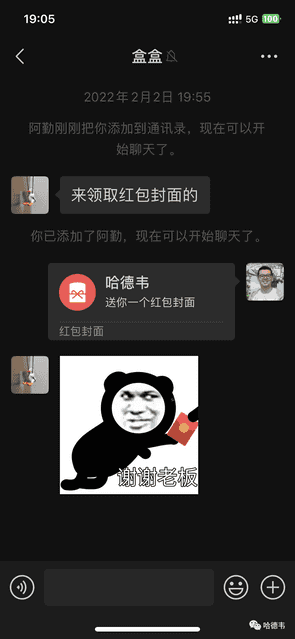 19:05
5G 100
盒盒
2022年2月2日 19:55
阿勤刚刚把你添加到通讯录，现在可以开
始聊天了。
来领取红包封面的
你已添加了阿勤，现在可以开始聊天了。
哈德韦
送你一个红包封面
红包封面
谢谢老板
哈德韦